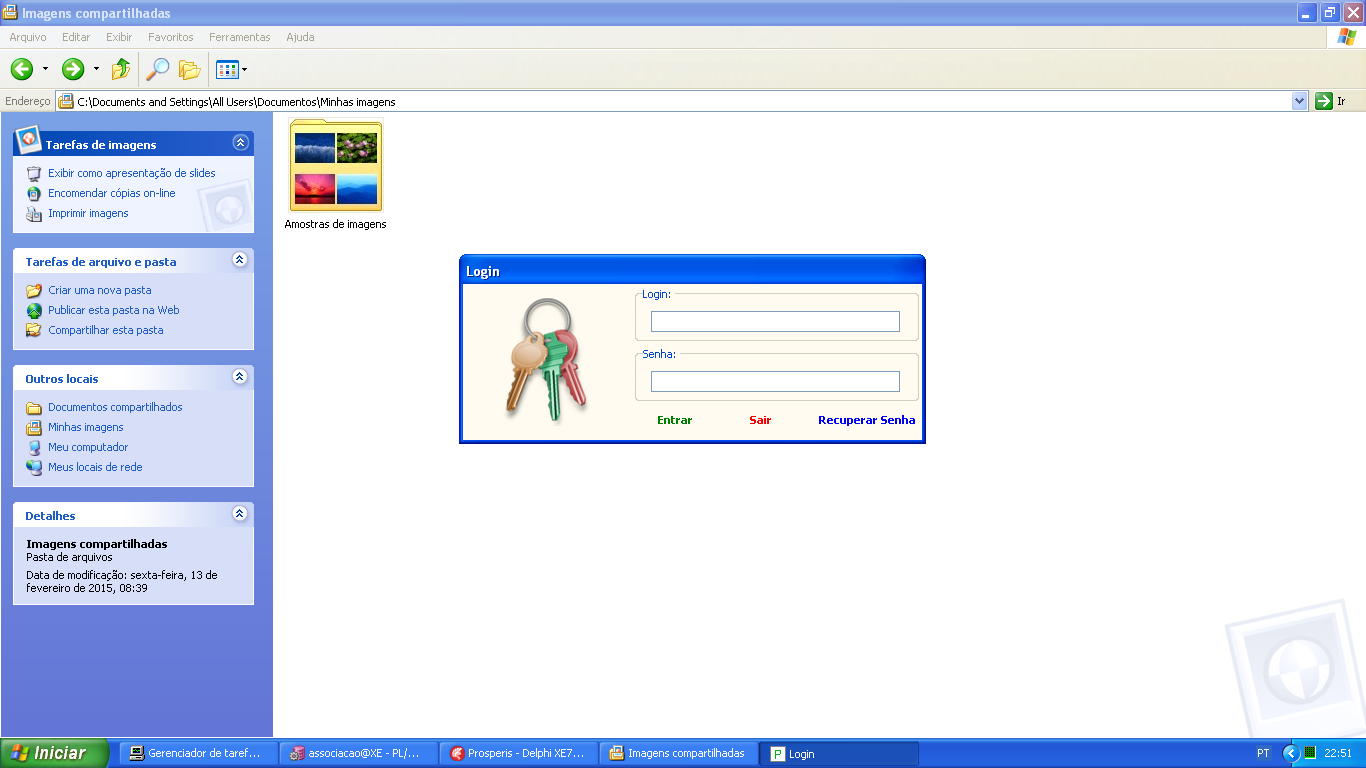 Imagens compartilhadas
Arquivo Editar Exibir Favoritos Ferramentas Ajuda
Endereço C:\Documents and Settings\All Users\Documentos\Minhas imagens Ir
Tarefas de imagens
Exibir como apresentação de slides
Encomendar cópias on-line
Imprimir imagens
Tarefas de arquivo e pasta
Criar uma nova pasta
Publicar esta pasta na Web
Compartilhar esta pasta
Outros locais
Documentos compartilhados
Minhas imagens
Meu computador
Meus locais de rede
Detalhes
Imagens compartilhadas
Pasta de arquivos
Data de modificação: sexta-feira, 13 de
fevereiro de 2015, 08:39
Amostras de imagens
Login
Login:
Senha:
Entrar Sair Recuperar Senha
Iniciar Gerenciador de taref... associacao@XE - PL/... Prosperis - Delphi XE7... Imagens compartilhadas P Login PT 22:51